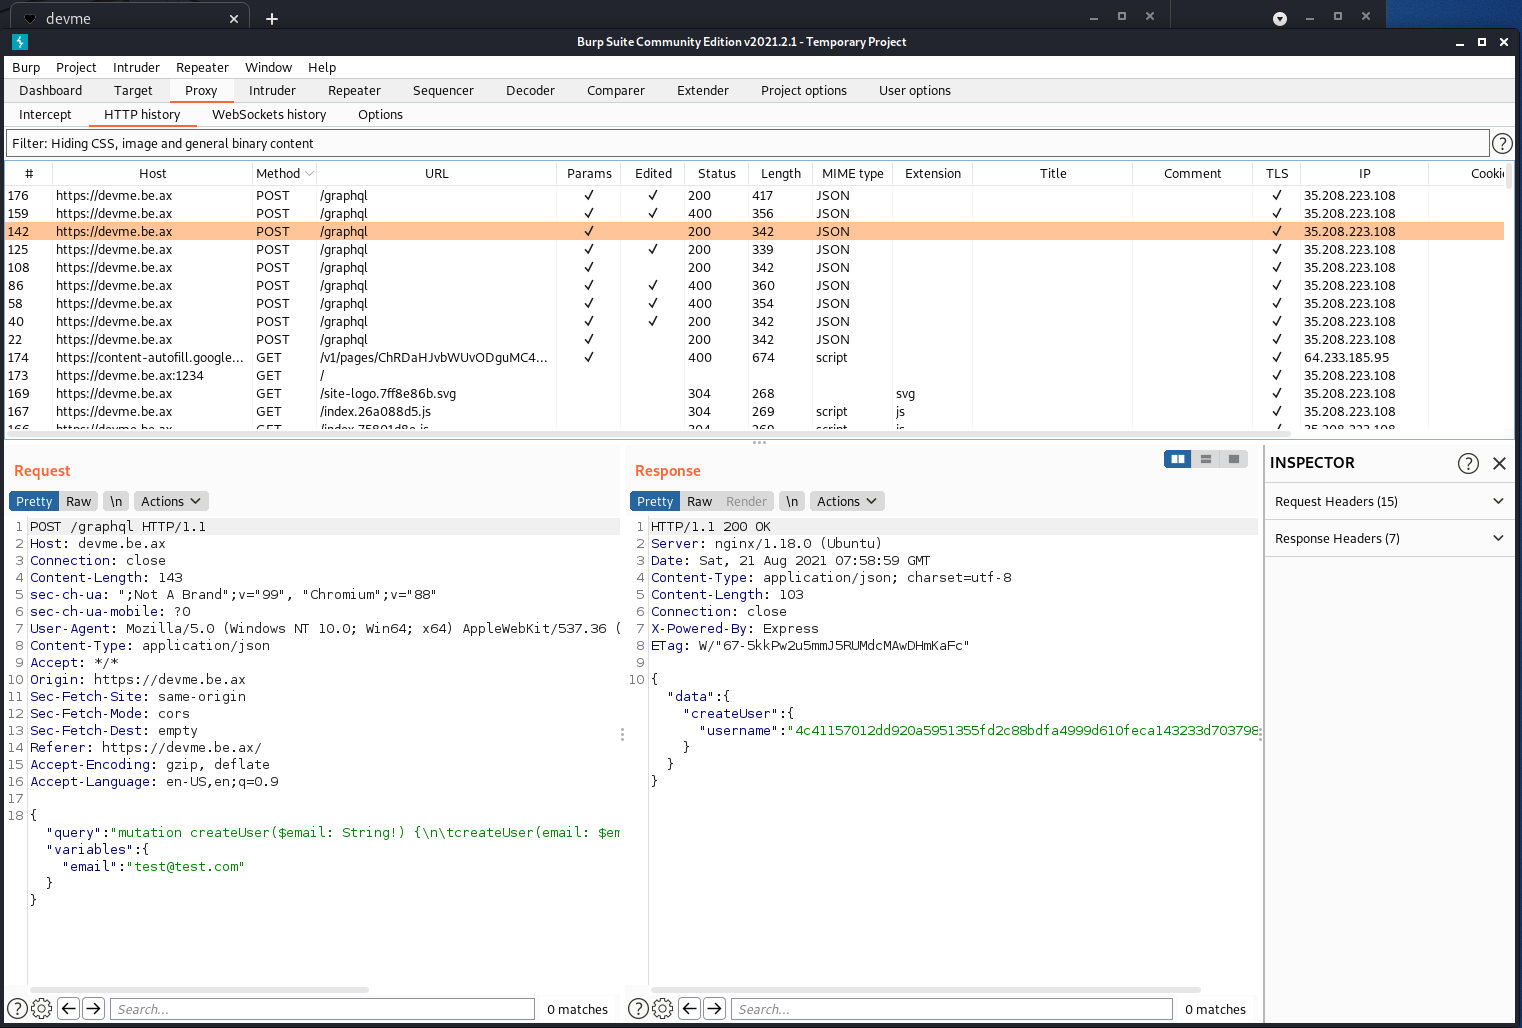 devme
Burp Suite Community Edition v2021.2.1 - Temporary Project
Burp Project Intruder Repeater Window Help
Dashboard Target Proxy Intruder Repeater Sequencer Decoder Comparer Extender Project options User options
Intercept HTTP history WebSockets history Options
Filter: Hiding CSS, image and general binary content ?
# Host Method URL Params Edited Status Length MIME type Extension Title Comment TLS IP Cooki
176 https://devme.be.ax POST /graphql ✓ ✓ 200 417 JSON ✓ 35.208.223.108
159 https://devme.be.ax POST /graphql ✓ ✓ 400 356 JSON ✓ 35.208.223.108
142 https://devme.be.ax POST /graphql ✓ 200 342 JSON ✓ 35.208.223.108
125 https://devme.be.ax POST /graphql ✓ ✓ 200 339 JSON ✓ 35.208.223.108
108 https://devme.be.ax POST /graphql ✓ 200 342 JSON ✓ 35.208.223.108
86 https://devme.be.ax POST /graphql ✓ ✓ 400 360 JSON ✓ 35.208.223.108
58 https://devme.be.ax POST /graphql ✓ ✓ 400 354 JSON ✓ 35.208.223.108
40 https://devme.be.ax POST /graphql ✓ ✓ 200 342 JSON ✓ 35.208.223.108
22 https://devme.be.ax POST /graphql ✓ 200 342 JSON ✓ 35.208.223.108
174 https://content-autofill.google... GET /v1/pages/ChRDaHJvbWUvODguMC4... ✓ 400 674 script ✓ 64.233.185.95
173 https://devme.be.ax:1234 GET / ✓ 35.208.223.108
169 https://devme.be.ax GET /site-logo.7ff8e86b.svg 304 268 svg ✓ 35.208.223.108
167 https://devme.be.ax GET /index.26a088d5.js 304 269 script js ✓ 35.208.223.108
166 https://devme.be.ax GET /index.75801d8e.js 304 269 script js ✓ 35.208.223.108
Request
Pretty Raw \n Actions
1 POST /graphql HTTP/1.1
2 Host: devme.be.ax
3 Connection: close
4 Content-Length: 143
5 sec-ch-ua: ";Not A Brand";v="99", "Chromium";v="88"
6 sec-ch-ua-mobile: ?0
7 User-Agent: Mozilla/5.0 (Windows NT 10.0; Win64; x64) AppleWebKit/537.36 (
8 Content-Type: application/json
9 Accept: */*
10 Origin: https://devme.be.ax
11 Sec-Fetch-Site: same-origin
12 Sec-Fetch-Mode: cors
13 Sec-Fetch-Dest: empty
14 Referer: https://devme.be.ax/
15 Accept-Encoding: gzip, deflate
16 Accept-Language: en-US,en;q=0.9
17
18 {
"query":"mutation createUser($email: String!) {\n\tcreateUser(email: $em
"variables":{
"email":"test@test.com"
}
}
? Search... 0 matches
Response
Pretty Raw Render \n Actions
1 HTTP/1.1 200 OK
2 Server: nginx/1.18.0 (Ubuntu)
3 Date: Sat, 21 Aug 2021 07:58:59 GMT
4 Content-Type: application/json; charset=utf-8
5 Content-Length: 103
6 Connection: close
7 X-Powered-By: Express
8 ETag: W/"67-5kkPw2u5mmJ5RUMdcMAwDHmKaFc"
9
10 {
"data":{
"createUser":{
"username":"4c41157012dd920a5951355fd2c88bdfa4999d610feca143233d703798
}
}
}
? Search... 0 matches
INSPECTOR ?
Request Headers (15)
Response Headers (7)